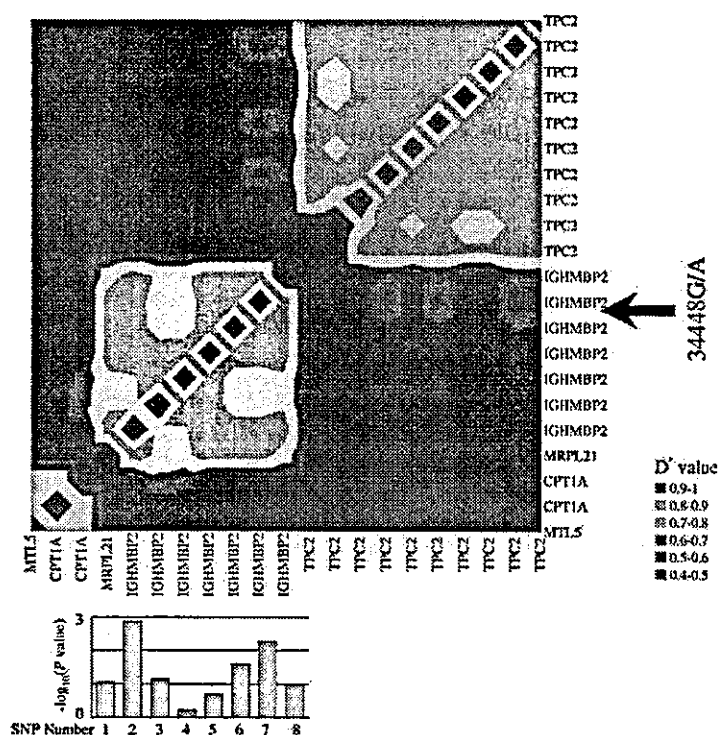 TPC2
TPC2
TPC2
TPC2
TPC2
TPC2
TPC2
TPC2
TPC2
TPC2
IGHMBP2
IGHMBP2
IGHMBP2
IGHMBP2
IGHMBP2
IGHMBP2
IGHMBP2
MRPL21
CPT1A
CPT1A
MTL5
34448G/A
D' value
0.9-1
0.8-0.9
0.7-0.8
0.6-0.7
0.5-0.6
0.4-0.5
MTL5
CPT1A
CPT1A
MRPL21
IGHMBP2
IGHMBP2
IGHMBP2
IGHMBP2
IGHMBP2
IGHMBP2
IGHMBP2
TPC2
TPC2
TPC2
TPC2
TPC2
TPC2
TPC2
TPC2
TPC2
TPC2
-log10(P value)
3
0
SNP Number 1 2 3 4 5 6 7 8